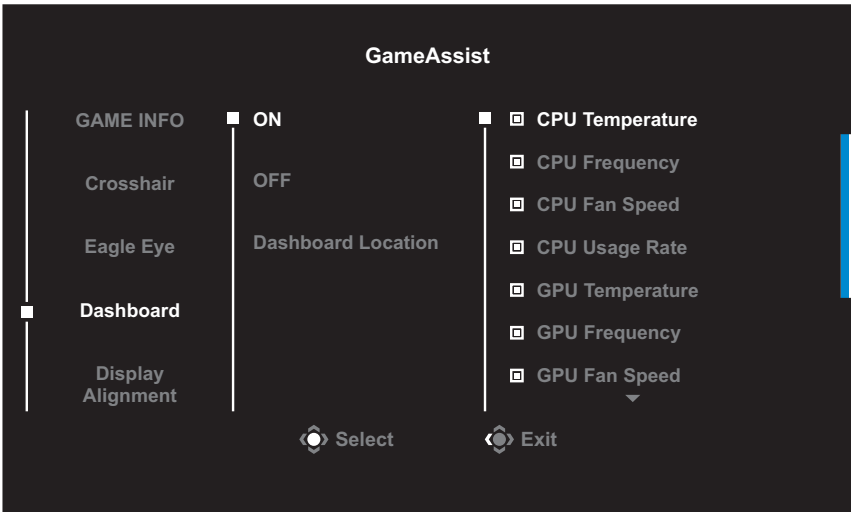 GameAssist
GAME INFO
Crosshair
Eagle Eye
Dashboard
Display
Alignment
ON
OFF
Dashboard Location
CPU Temperature
CPU Frequency
CPU Fan Speed
CPU Usage Rate
GPU Temperature
GPU Frequency
GPU Fan Speed
Select
Exit